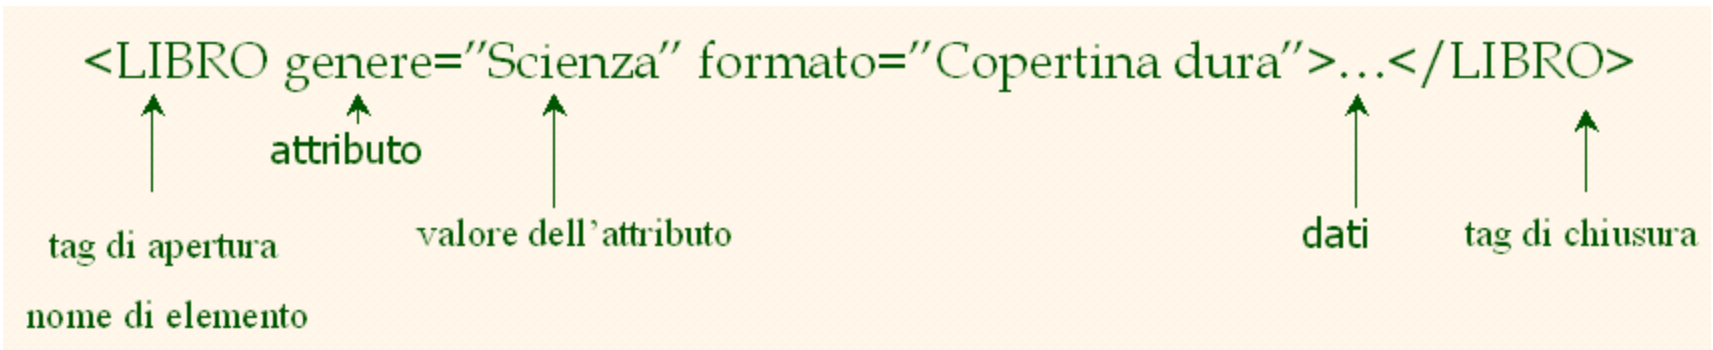 <LIBRO genere=”Scienza” formato=”Copertina dura”>…</LIBRO>
attributo
tag di apertura
valore dell’attributo
dati
tag di chiusura
nome di elemento